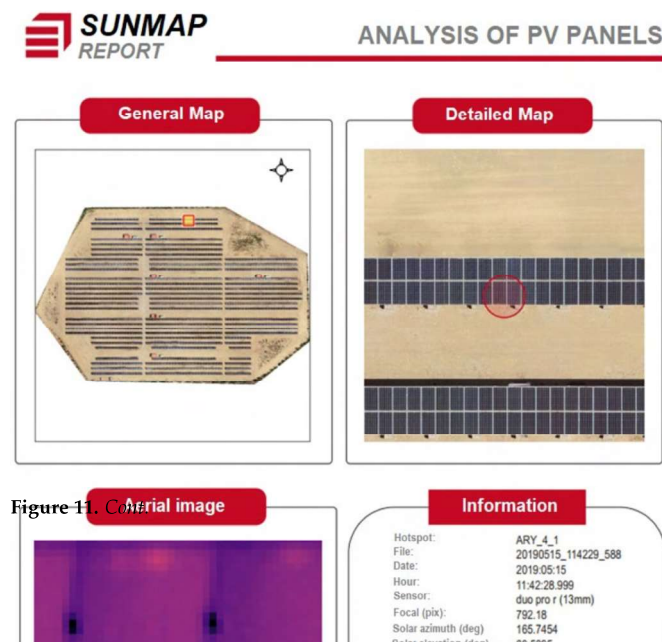 SUNMAP
REPORT
ANALYSIS OF PV PANELS
General Map
Detailed Map
Figure 11. Cont.
Aerial image
Information
Hotspot: ARY_4_1
File: 20190515_114229_588
Date: 2019:05:15
Hour: 11:42:28.999
Sensor: duo pro r (13mm)
Focal (pix): 792.18
Solar azimuth (deg) 165.7454